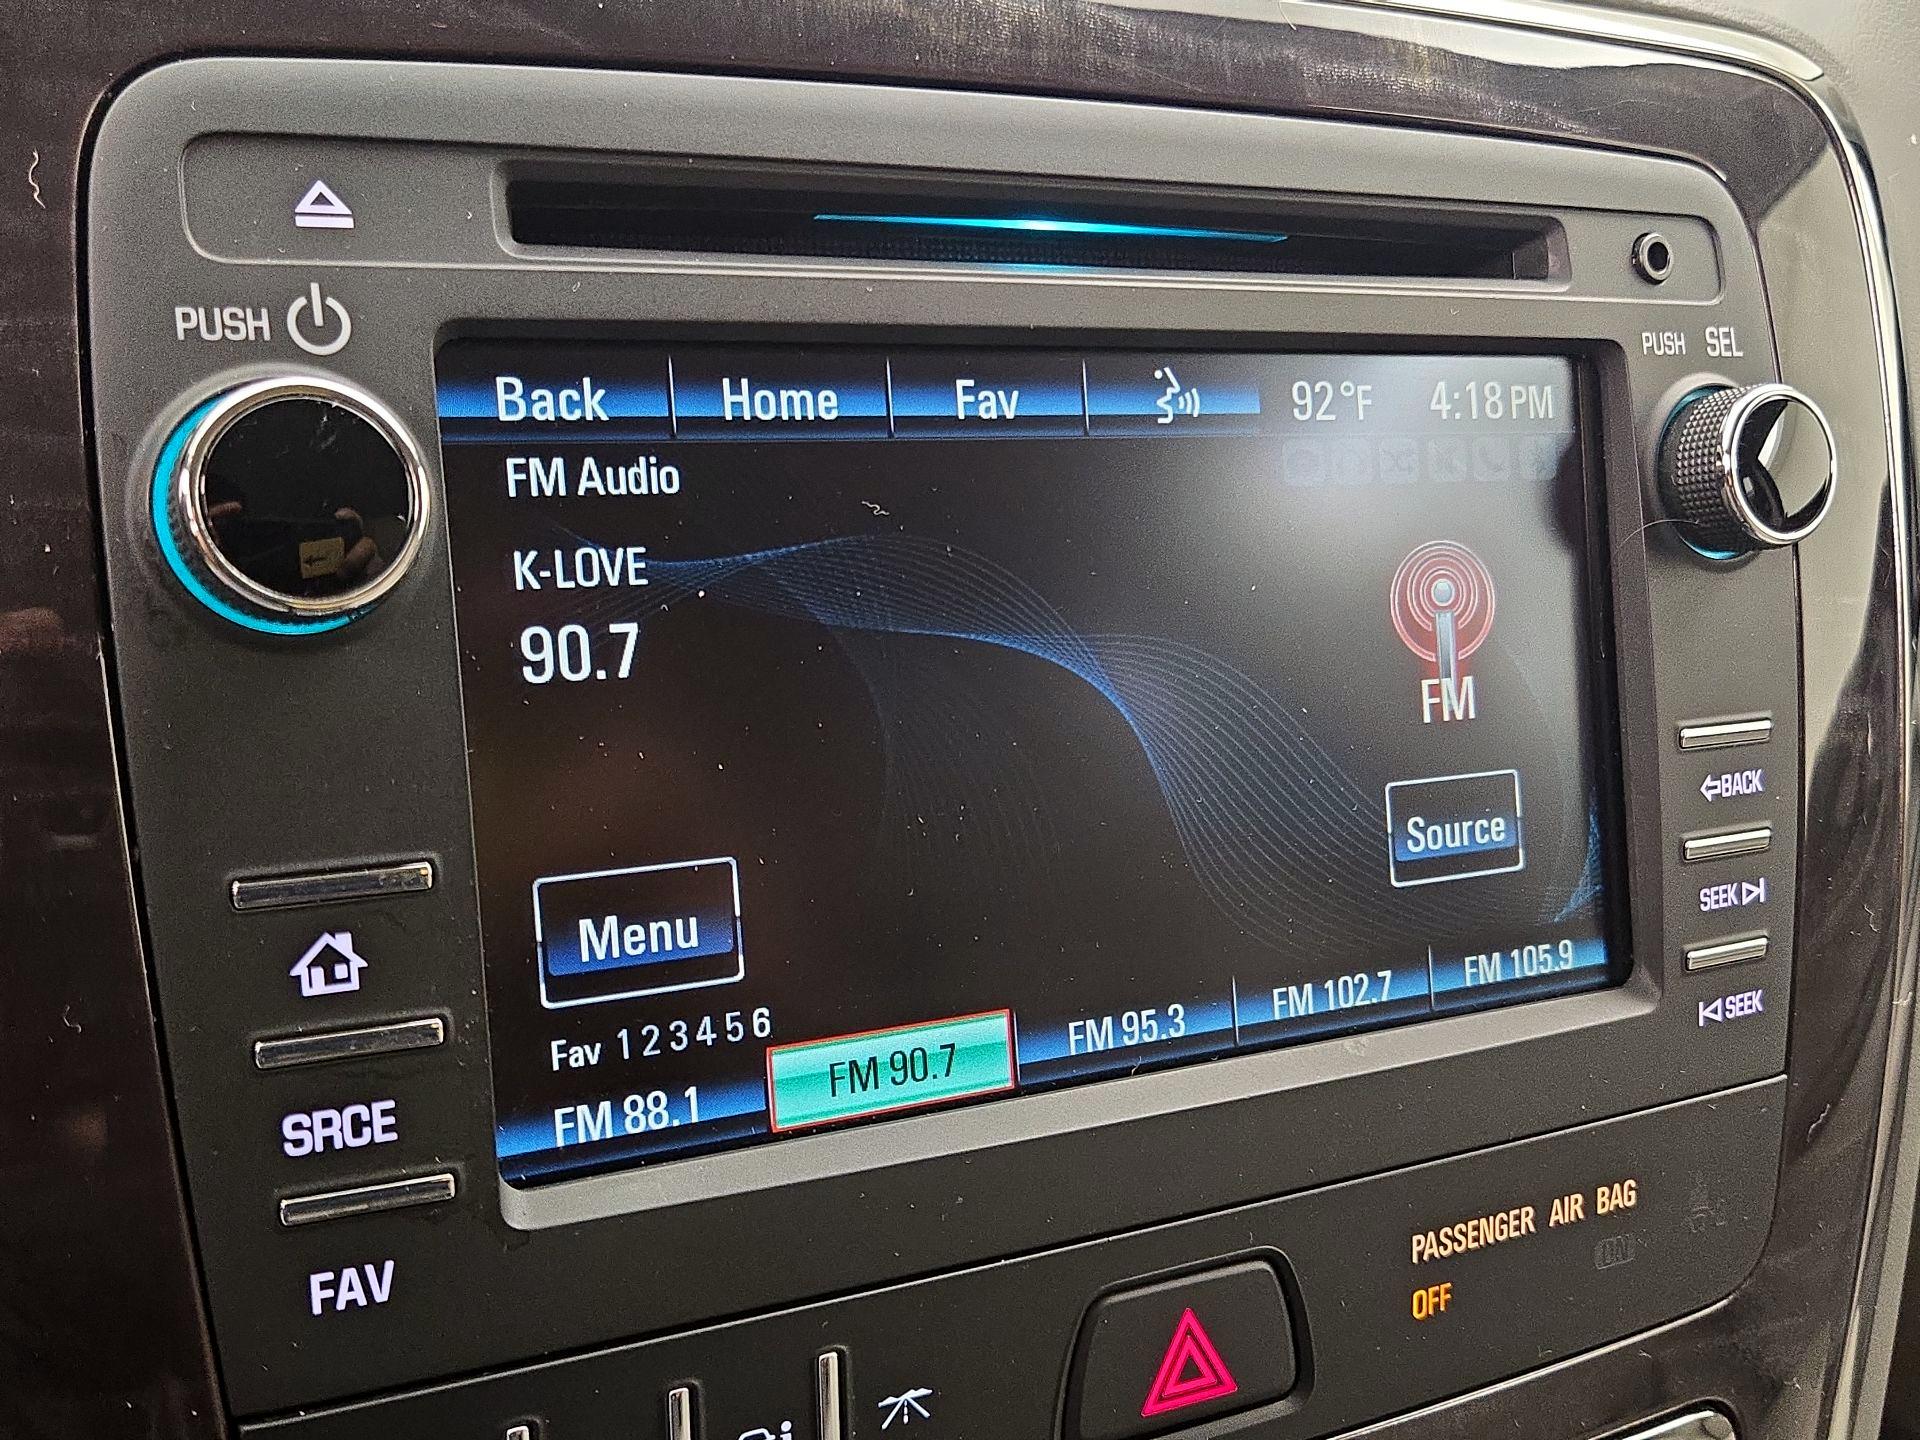 PUSH
PUSH SEL
Back Home Fav 92°F 4:18 PM
FM Audio
K-LOVE
90.7
FM
Source
Menu
Fav 1 2 3 4 5 6
FM 88.1 FM 90.7 FM 95.3 FM 102.7 FM 105.9
BACK
SEEK
SEEK
SRCE
FAV
PASSENGER AIR BAG
OFF ON
i